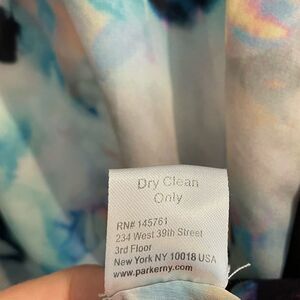 Dry Clean
Only
RN# 145761
234 West 39th Street
3rd Floor
New York NY 10018 USA
www.parkerny.com